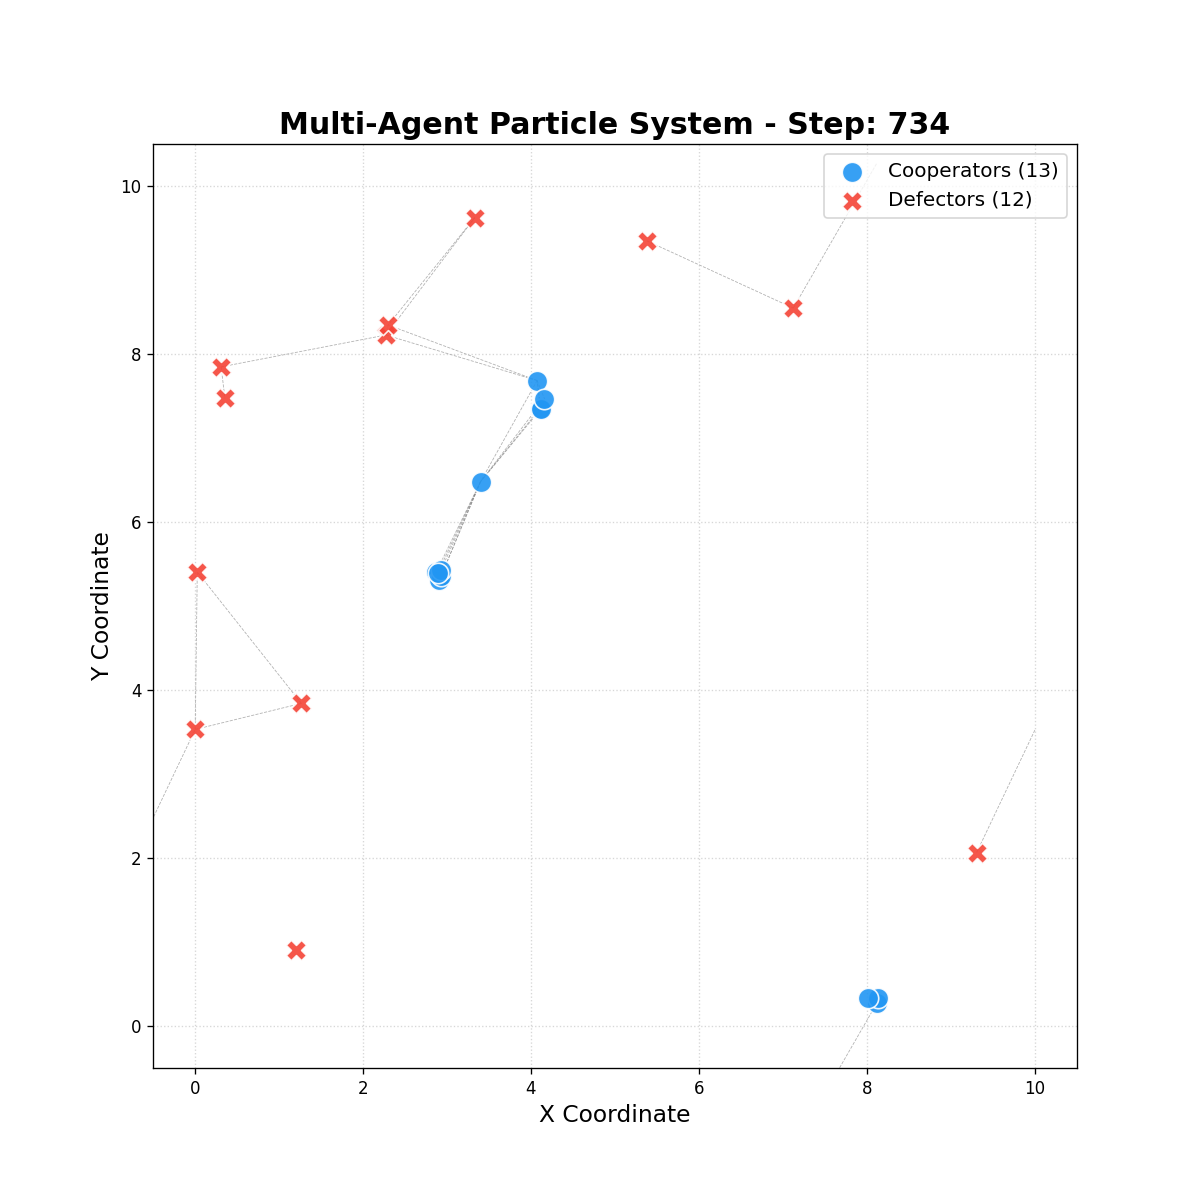 Multi-Agent Particle System - Step: 734
Cooperators (13)
Defectors (12)
10
8
6
4
2
0
Y Coordinate
0 2 4 6 8 10
X Coordinate